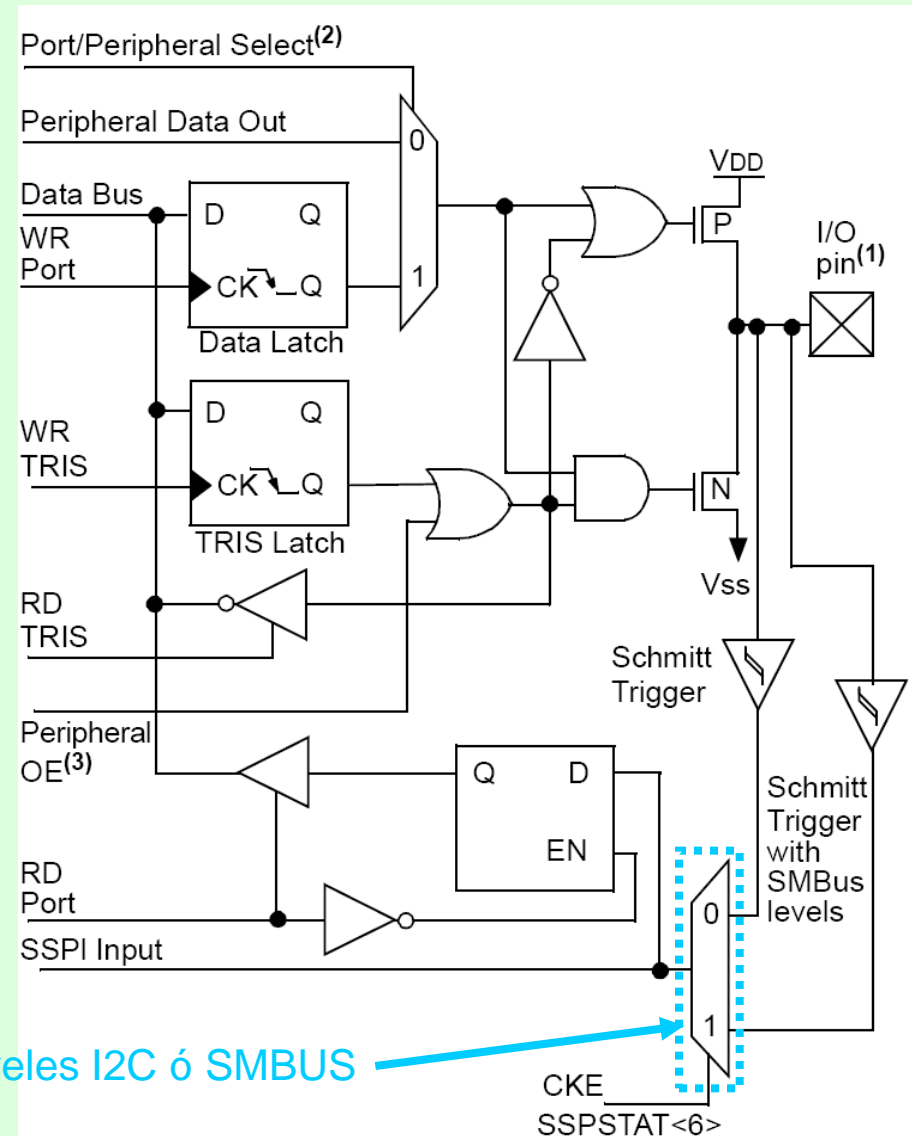 Port/Peripheral Select(2)
Peripheral Data Out
0
VDD
Data Bus
D Q
P
I/O
pin(1)
WR
Port
CK Q
1
Data Latch
D Q
WR
TRIS
CK Q
N
TRIS Latch
Vss
RD
TRIS
Schmitt
Trigger
Peripheral
OE(3)
Q D
EN
Schmitt
Trigger
with
SMBus
levels
RD
Port
0
SSPI Input
1
eles I2C ó SMBUS
CKE
SSPSTAT<6>